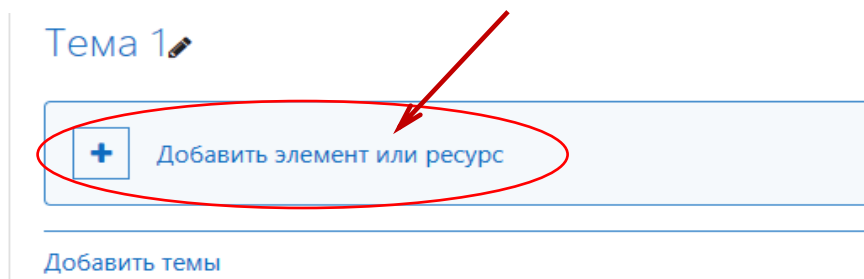 Тема 1
Добавить элемент или ресурс
Добавить темы